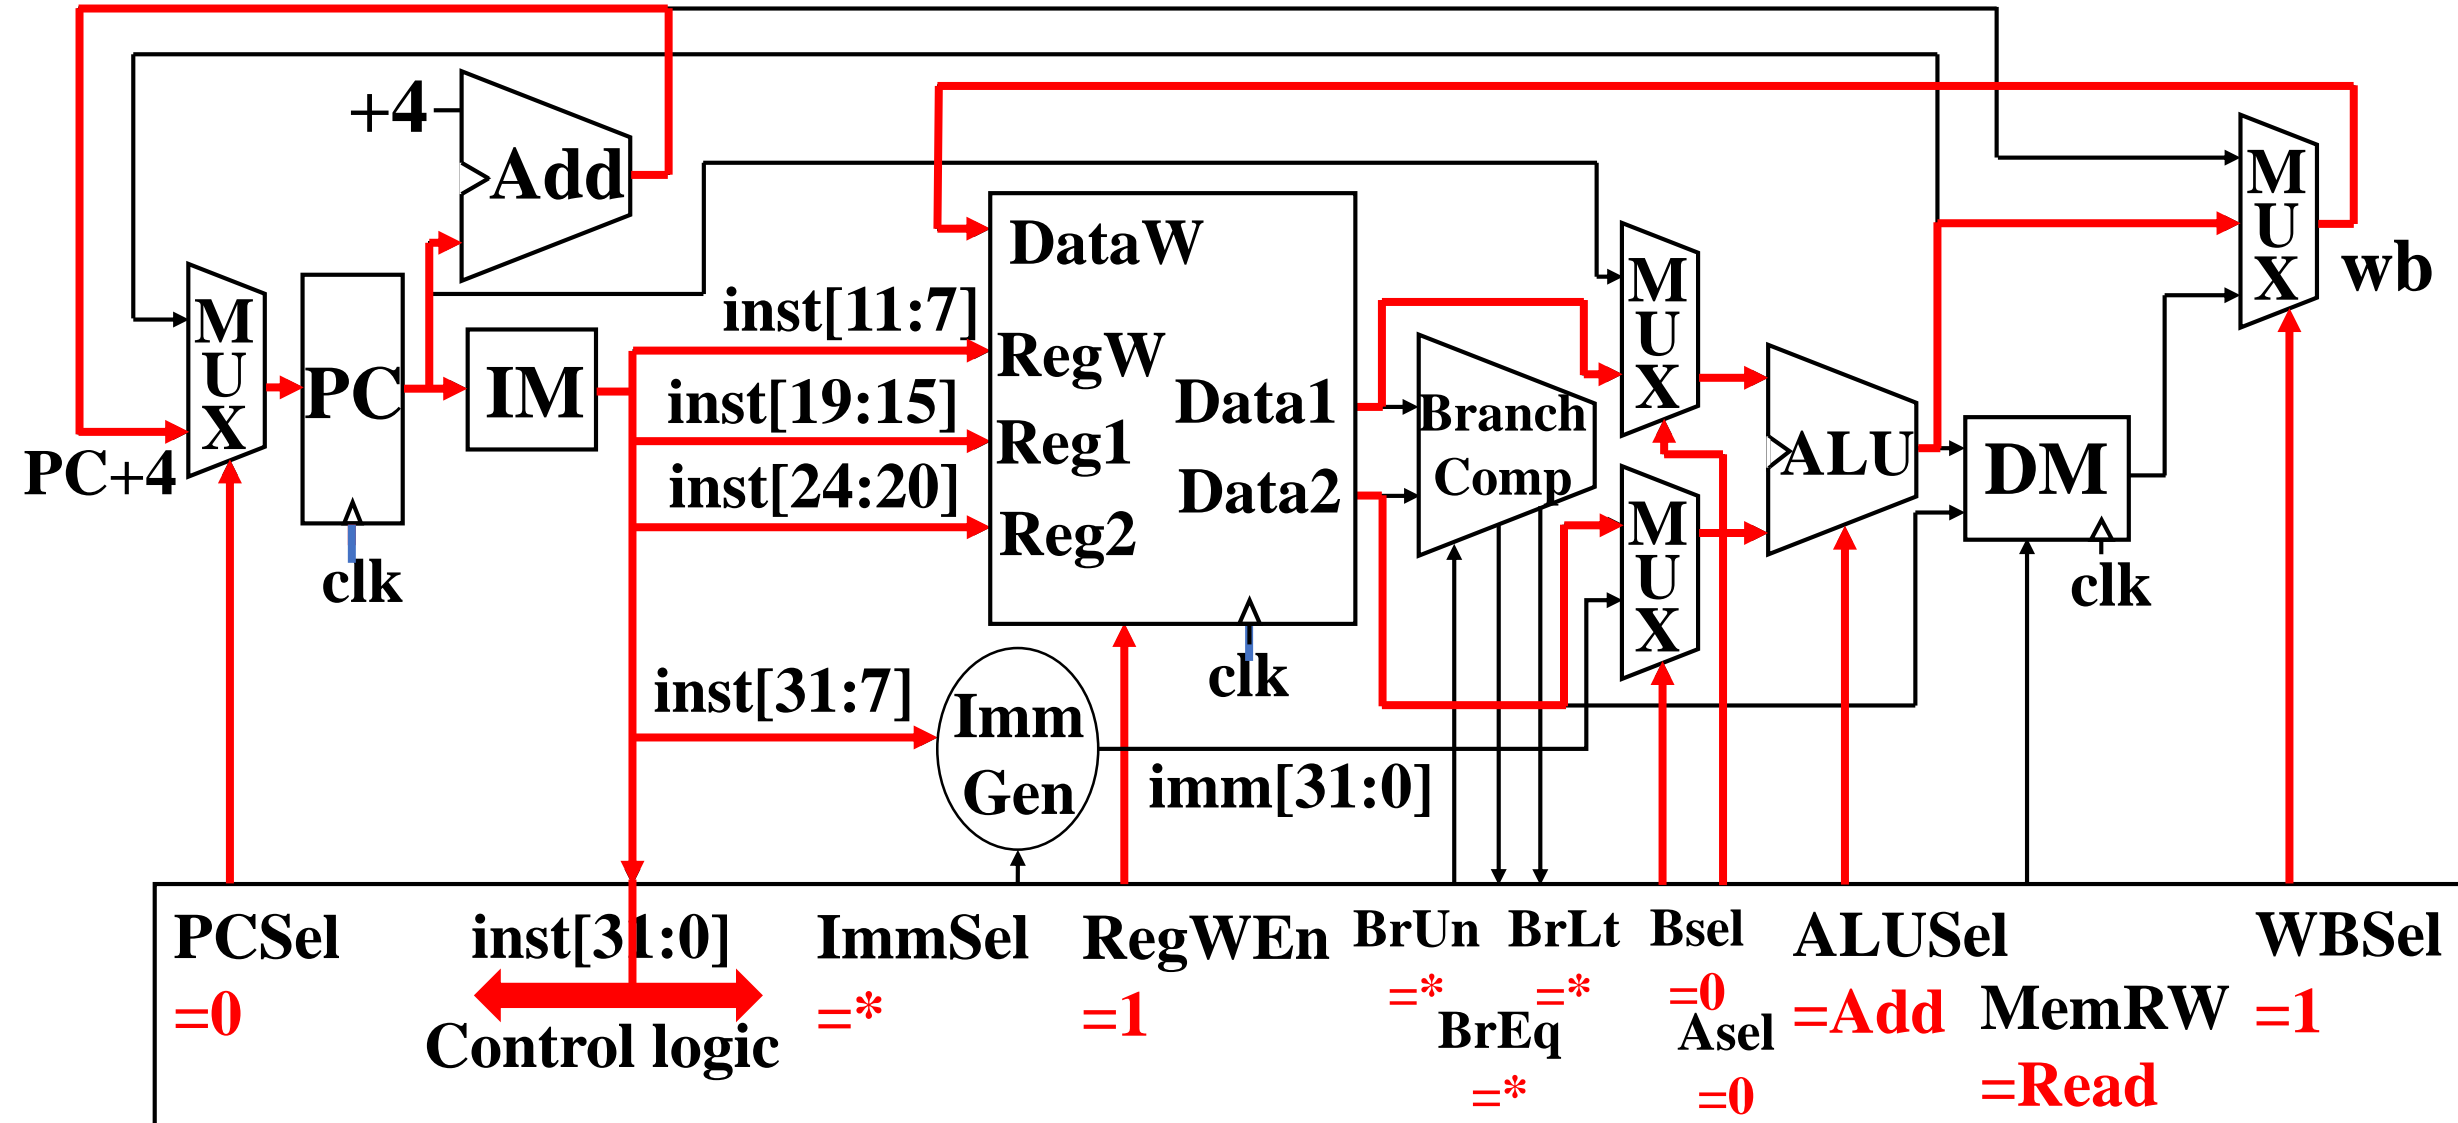 +4
Add
M
U
X
PC+4
PC
clk
IM
inst[11:7]
inst[19:15]
inst[24:20]
inst[31:7]
DataW
RegW
Reg1
Reg2
Data1
Data2
clk
Imm
Gen
imm[31:0]
Branch
Comp
M
U
X
M
U
X
ALU
DM
clk
M
U
X
wb
PCSel
=0
inst[31:0]
Control logic
ImmSel
=*
RegWEn
=1
BrUn
=*
BrEq
=*
BrLt
=*
Bsel
=0
Asel
=0
ALUSel
=Add
MemRW
=Read
WBSel
=1